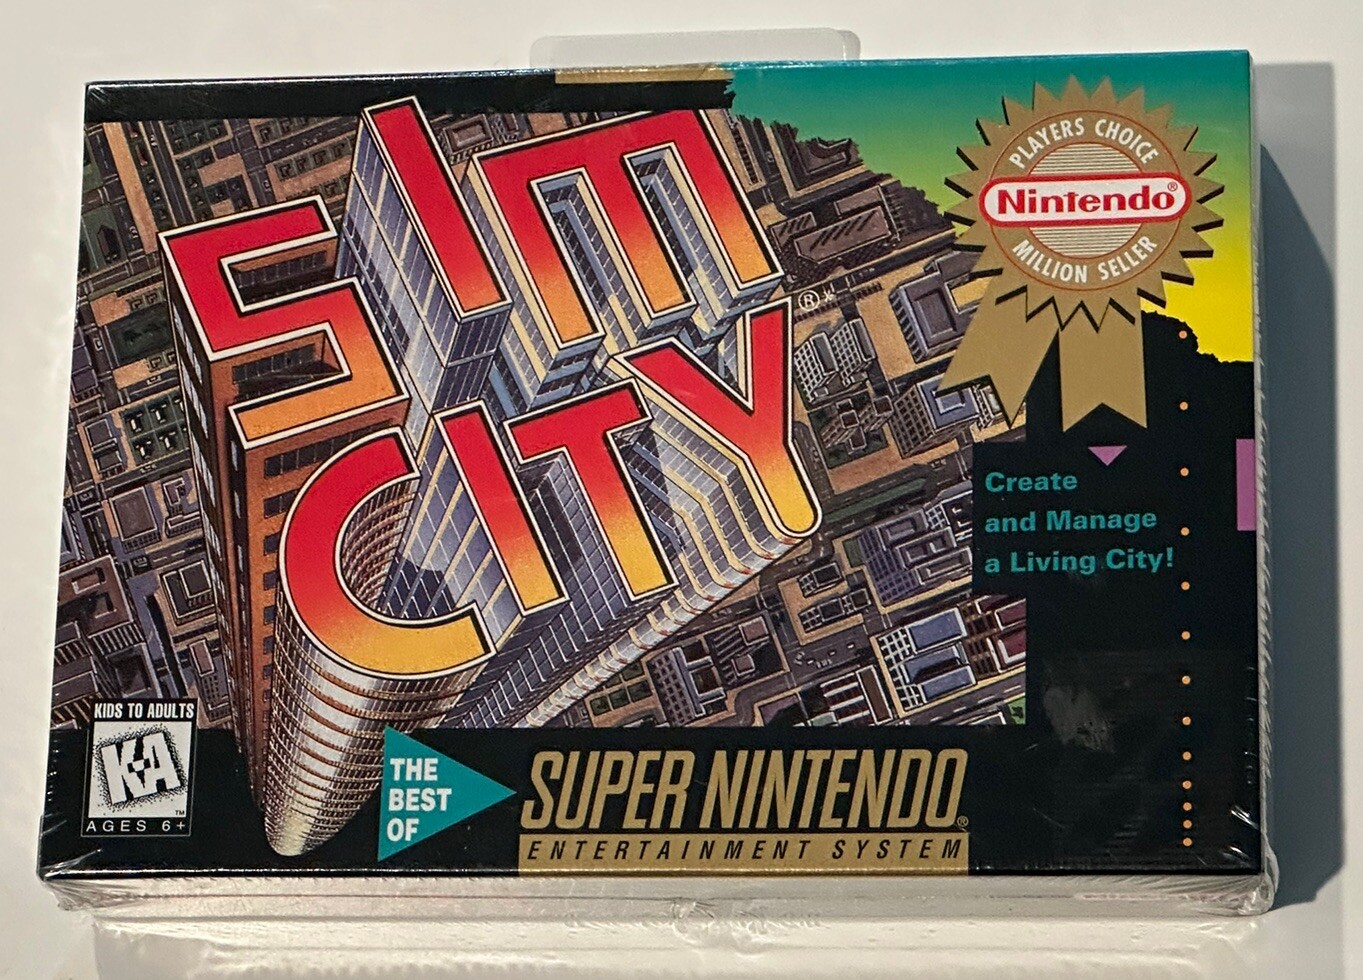 SIM
CITY
®
PLAYERS CHOICE
Nintendo®
MILLION SELLER
Create
and Manage
a Living City!
KIDS TO ADULTS
K-A
™
AGES 6+
THE
BEST
OF
SUPER NINTENDO®
ENTERTAINMENT SYSTEM